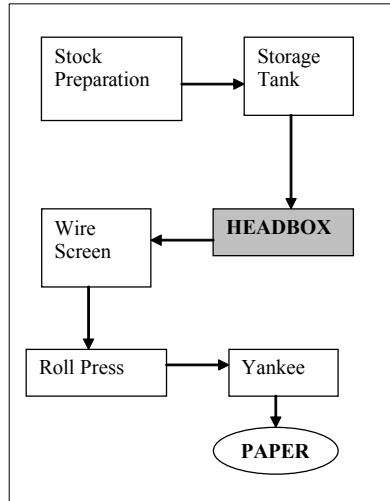 Stock
Preparation
Storage
Tank
HEADBOX
Wire
Screen
Roll Press
Yankee
PAPER